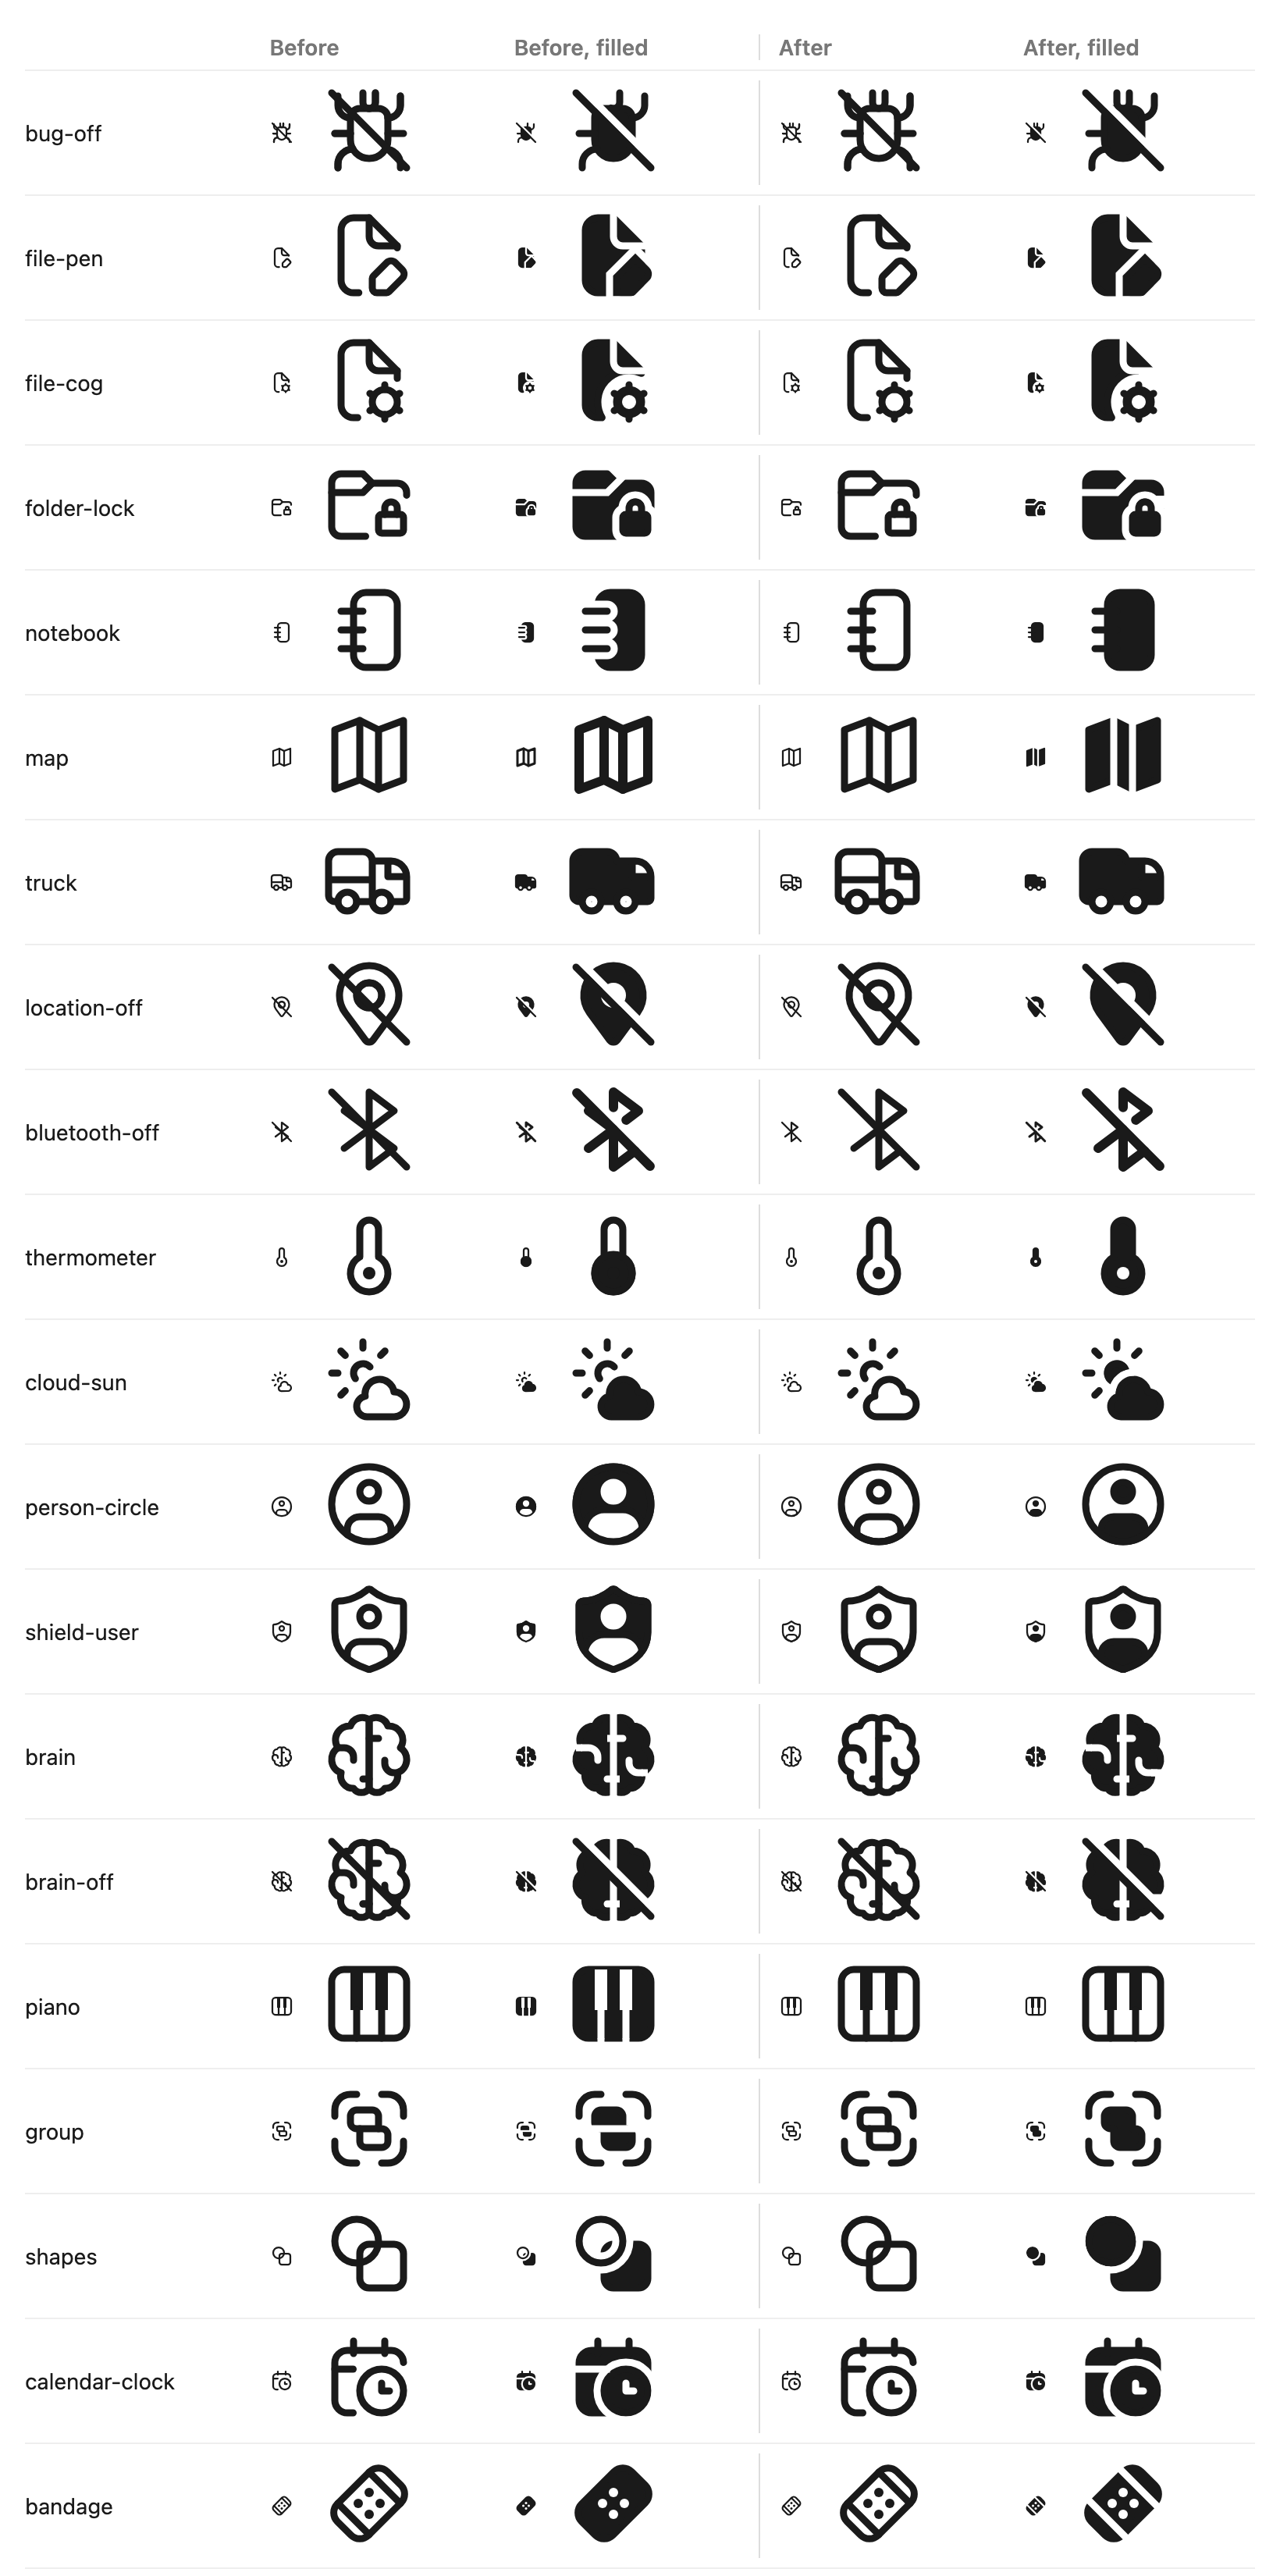 Before Before, filled After After, filled
bug-off
file-pen
file-cog
folder-lock
notebook
map
truck
location-off
bluetooth-off
thermometer
cloud-sun
person-circle
shield-user
brain
brain-off
piano
group
shapes
calendar-clock
bandage